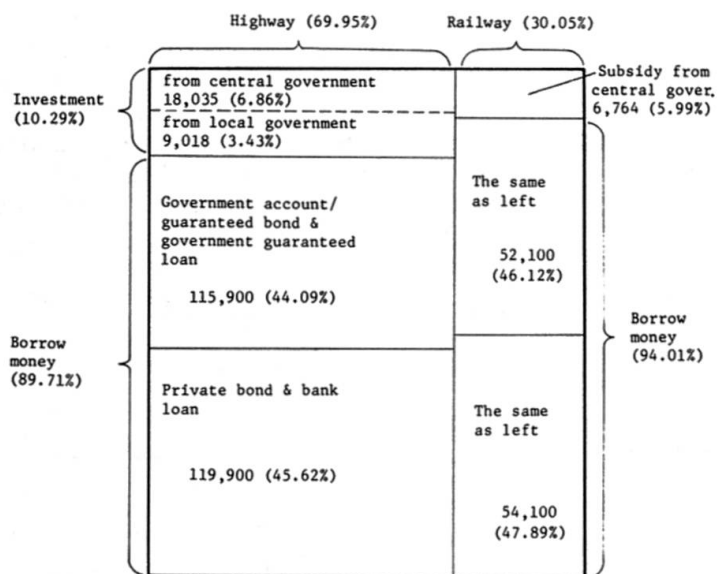 Highway (69.95%)
Railway (30.05%)
Investment
(10.29%)
from central government
18,035 (6.86%)
from local government
9,018 (3.43%)
Subsidy from
central gover.
6,764 (5.99%)
Borrow
money
(89.71%)
Government account/
guaranteed bond &
government guaranteed
loan
115,900 (44.09%)
Private bond & bank
loan
119,900 (45.62%)
The same
as left
52,100
(46.12%)
The same
as left
54,100
(47.89%)
Borrow
money
(94.01%)